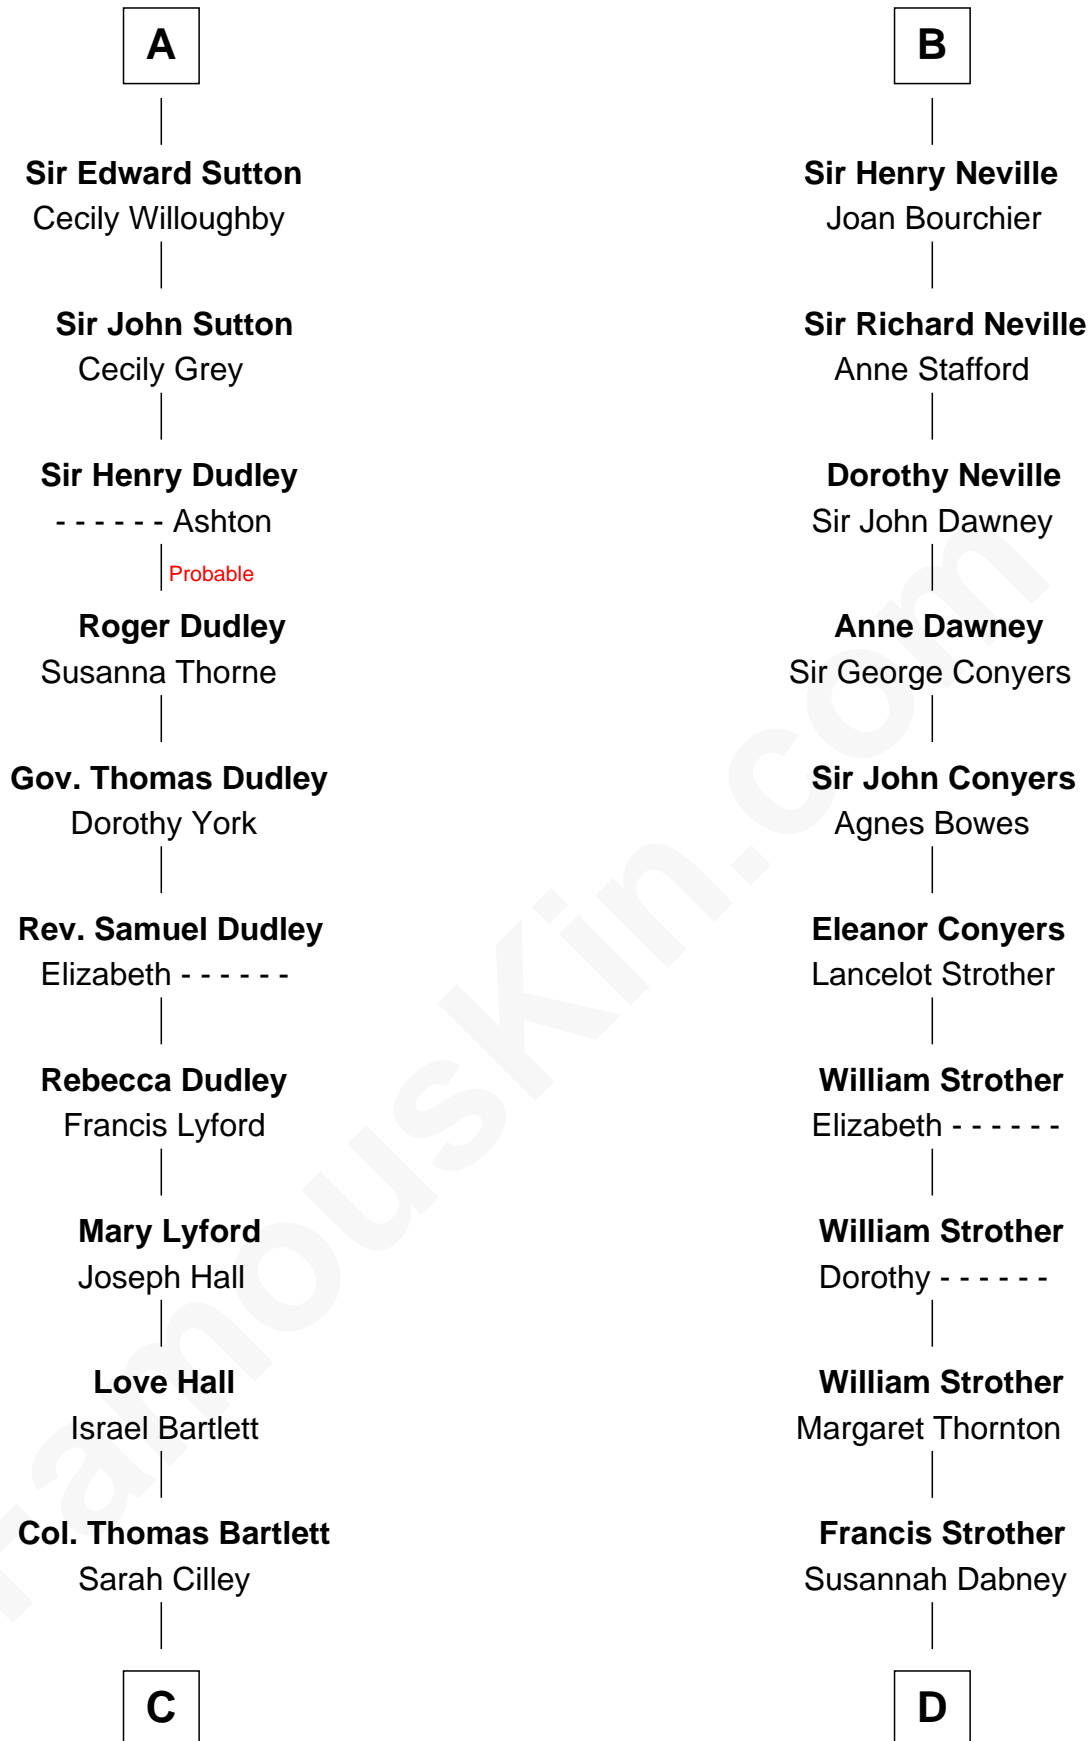 A
Sir Edward Sutton
Cecily Willoughby
Sir John Sutton
Cecily Grey
Sir Henry Dudley
- - - - - - Ashton
Probable
Roger Dudley
Susanna Thorne
Gov. Thomas Dudley
Dorothy York
Rev. Samuel Dudley
Elizabeth - - - - - -
Rebecca Dudley
Francis Lyford
Mary Lyford
Joseph Hall
Love Hall
Israel Bartlett
Col. Thomas Bartlett
Sarah Cilley
C
B
Sir Henry Neville
Joan Bourchier
Sir Richard Neville
Anne Stafford
Dorothy Neville
Sir John Dawney
Anne Dawney
Sir George Conyers
Sir John Conyers
Agnes Bowes
Eleanor Conyers
Lancelot Strother
William Strother
Elizabeth - - - - - -
William Strother
Dorothy - - - - - -
William Strother
Margaret Thornton
Francis Strother
Susannah Dabney
D
FamousKin.com